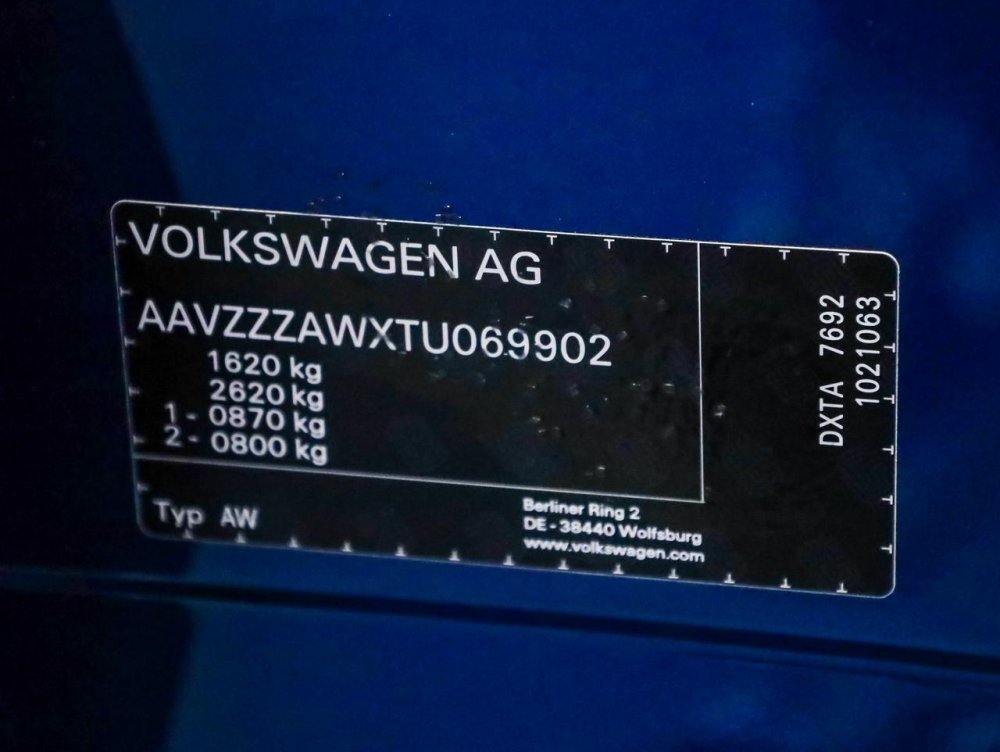 VOLKSWAGEN AG
AAVZZZAWXTU069902
1620 kg
2620 kg
1 - 0870 kg
2 - 0800 kg
Typ AW
Berliner Ring 2
DE - 38440 Wolfsburg
www.volkswagen.com
DXTA 7692
1021063